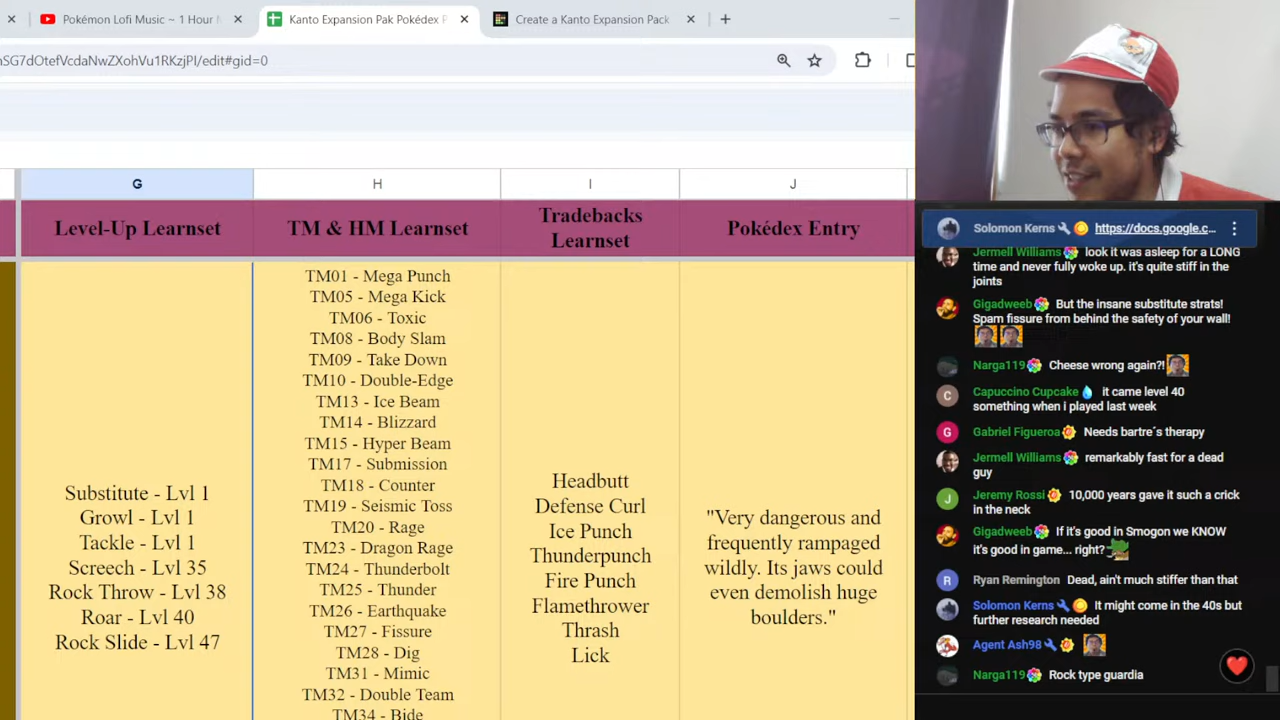 Pokémon Lofi Music ~ 1 Hour
Kanto Expansion Pak Pokédex
Create a Kanto Expansion Pack
aSG7dOtefVcdaNwZXohVu1RKzjPI/edit#gid=0
G
H
I
J
Level-Up Learnset
TM & HM Learnset
Tradebacks
Learnset
Pokédex Entry
Substitute - Lvl 1
Growl - Lvl 1
Tackle - Lvl 1
Screech - Lvl 35
Rock Throw - Lvl 38
Roar - Lvl 40
Rock Slide - Lvl 47
TM01 - Mega Punch
TM05 - Mega Kick
TM06 - Toxic
TM08 - Body Slam
TM09 - Take Down
TM10 - Double-Edge
TM13 - Ice Beam
TM14 - Blizzard
TM15 - Hyper Beam
TM17 - Submission
TM18 - Counter
TM19 - Seismic Toss
TM20 - Rage
TM23 - Dragon Rage
TM24 - Thunderbolt
TM25 - Thunder
TM26 - Earthquake
TM27 - Fissure
TM28 - Dig
TM31 - Mimic
TM32 - Double Team
TM34 - Bide
Headbutt
Defense Curl
Ice Punch
Thunderpunch
Fire Punch
Flamethrower
Thrash
Lick
"Very dangerous and
frequently rampaged
wildly. Its jaws could
even demolish huge
boulders."
Solomon Kerns https://docs.google.c...
Jermell Williams look it was asleep for a LONG
time and never fully woke up. it's quite stiff in the
joints
Gigadweeb But the insane substitute strats!
Spam fissure from behind the safety of your wall!
Narga119 Cheese wrong again?!
Capuccino Cupcake it came level 40
something when i played last week
Gabriel Figueroa Needs bartre´s therapy
Jermell Williams remarkably fast for a dead
guy
Jeremy Rossi 10,000 years gave it such a crick
in the neck
Gigadweeb If it's good in Smogon we KNOW
it's good in game... right?
Ryan Remington Dead, ain't much stiffer than that
Solomon Kerns It might come in the 40s but
further research needed
Agent Ash98
Narga119 Rock type guardia